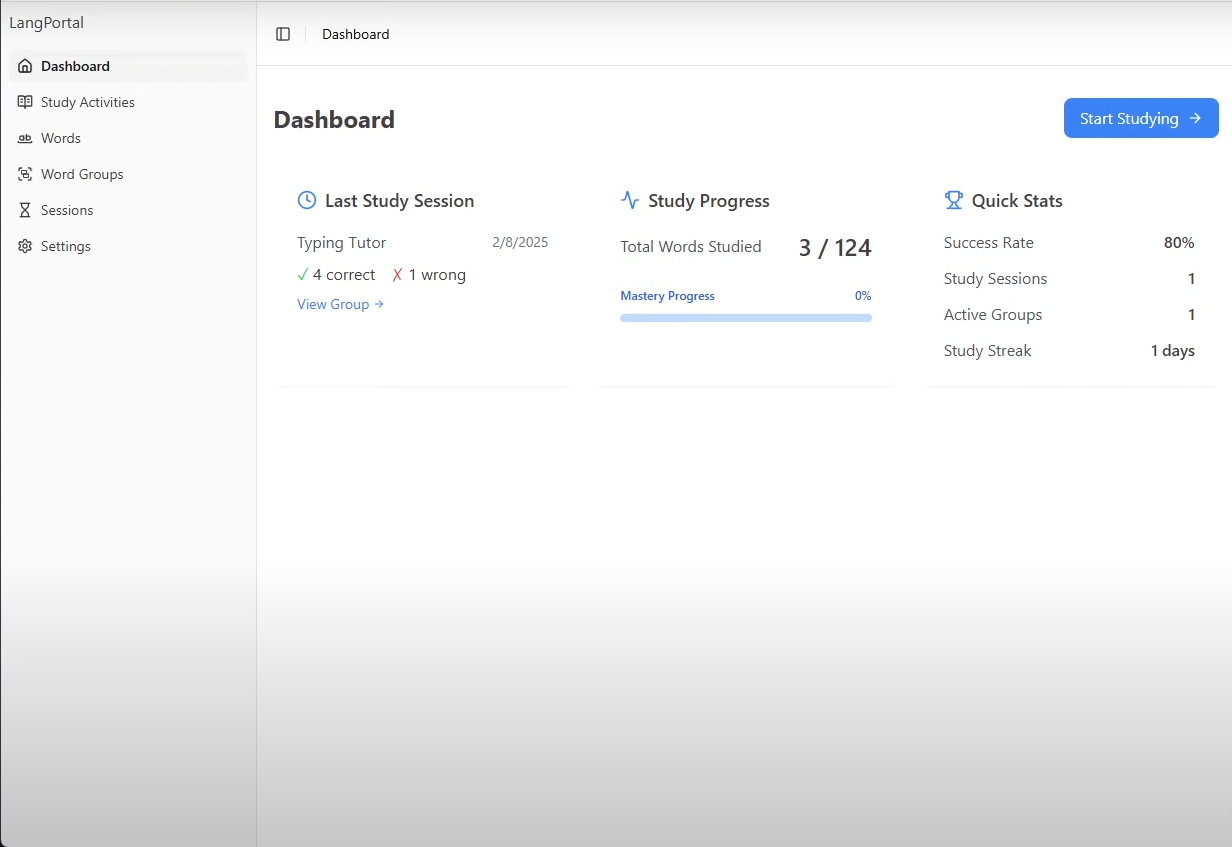 LangPortal
Dashboard
Study Activities
Words
Word Groups
Sessions
Settings
Dashboard
Dashboard
Start Studying →
Last Study Session
Typing Tutor 2/8/2025
✓ 4 correct ✗ 1 wrong
View Group →
Study Progress
Total Words Studied 3 / 124
Mastery Progress 0%
Quick Stats
Success Rate 80%
Study Sessions 1
Active Groups 1
Study Streak 1 days